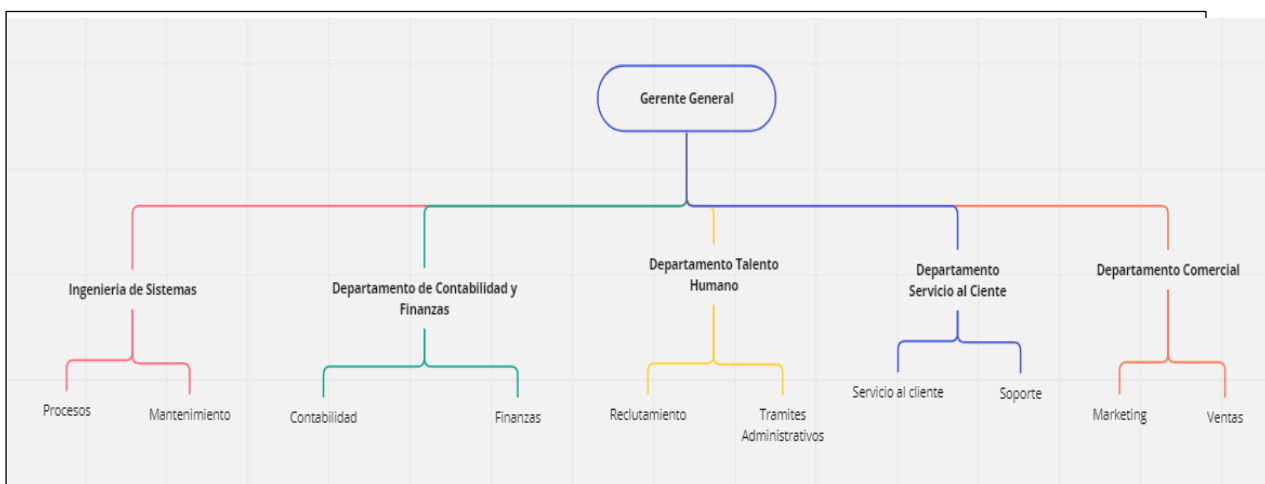 Gerente General
Ingenieria de Sistemas
Departamento de Contabilidad y
Finanzas
Departamento Talento
Humano
Departamento
Servicio al Ciente
Departamento Comercial
Procesos
Mantenimiento
Contabilidad
Finanzas
Reclutamiento
Tramites
Administrativos
Servicio al cliente
Soporte
Marketing
Ventas